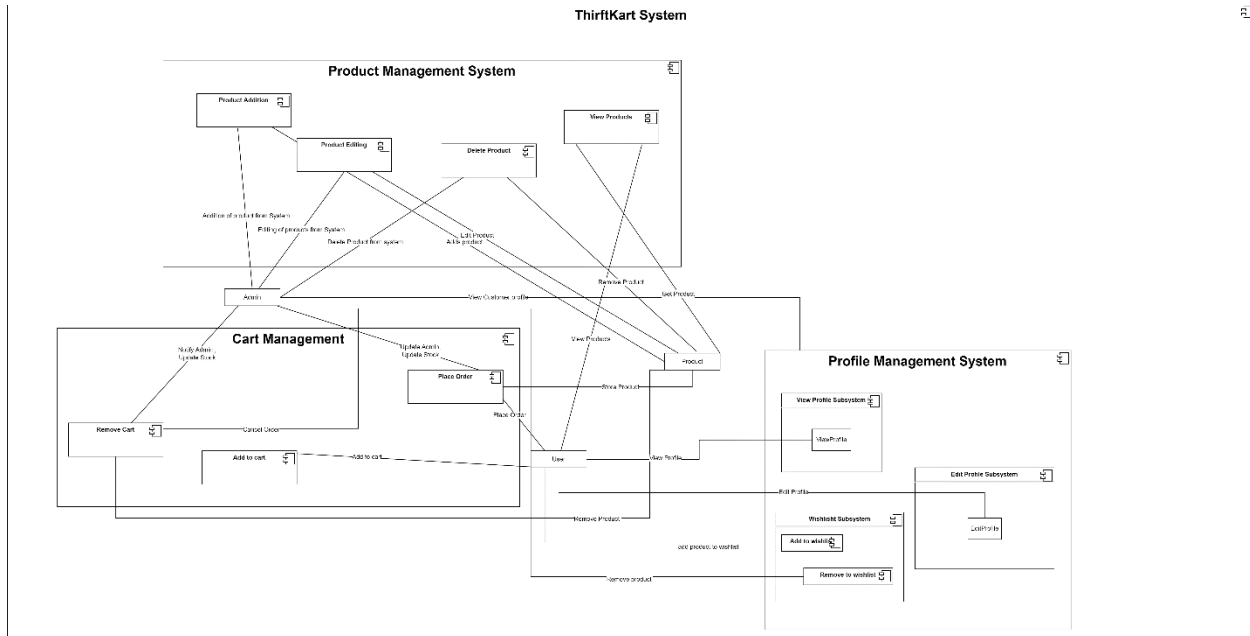 ThirftKart System
Product Management System
Product Addition
View Products
Product Editing
Delete Product
Addition of product from System
Editing of products from System
Delete Product from system
Edit Product
Adds product
Remove Product
Get Product
Admin
View Customer profile
Cart Management
Notify Admin,
Update Stock
Update Admin,
Update Stock
View Products
Product
Profile Management System
Place Order
Store Product
View Profile Subsystem
Place Order
Remove Cart
Cancel Order
ViewProfile
Add to cart
Add to cart
User
View Profile
Edit Profile Subsystem
Edit Profile
Remove Product
Wishlisht Subsystem
EditProfile
Add to wishlist
add product to wishlist
Remove product
Remove to wishlist